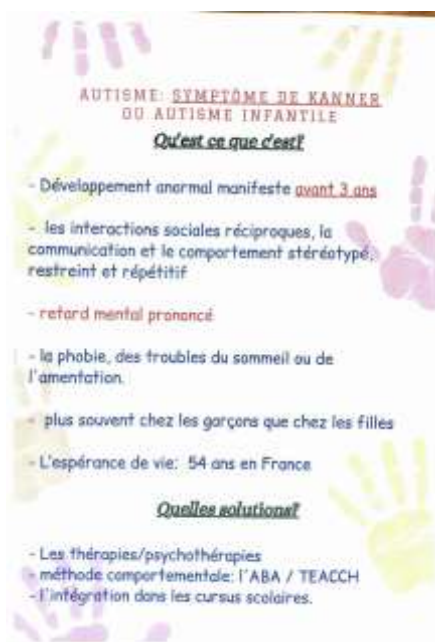 AUTISME: SYMPTÔME DE KANNER
OU AUTISME INFANTILE
Qu'est ce que c'est?
- Développement anormal manifeste avant 3 ans
- les interactions sociales réciproques, la
communication et le comportement stéréotypé,
restreint et répétitif
- retard mental prononcé
- la phobie, des troubles du sommeil ou de
l'amentation.
- plus souvent chez les garçons que chez les filles
- L'espérance de vie: 54 ans en France
Quelles solutions?
- Les thérapies/psychothérapies
- méthode comportementale: l'ABA / TEACCH
- l'intégration dans les cursus scolaires.